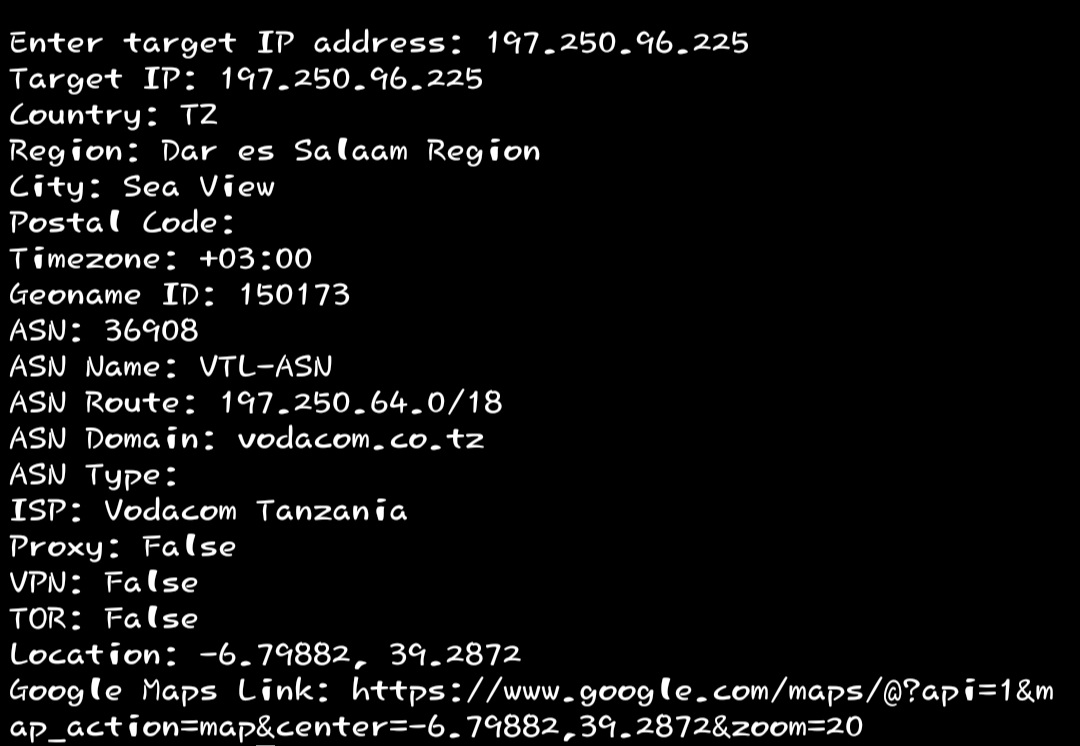 Enter target IP address: 197.250.96.225
Target IP: 197.250.96.225
Country: TZ
Region: Dar es Salaam Region
City: Sea View
Postal Code:
Timezone: +03:00
Geoname ID: 150173
ASN: 36908
ASN Name: VTL-ASN
ASN Route: 197.250.64.0/18
ASN Domain: vodacom.co.tz
ASN Type:
ISP: Vodacom Tanzania
Proxy: False
VPN: False
TOR: False
Location: -6.79882, 39.2872
Google Maps Link: https://www.google.com/maps/@?api=1&m
ap_action=map&center=-6.79882,39.2872&zoom=20